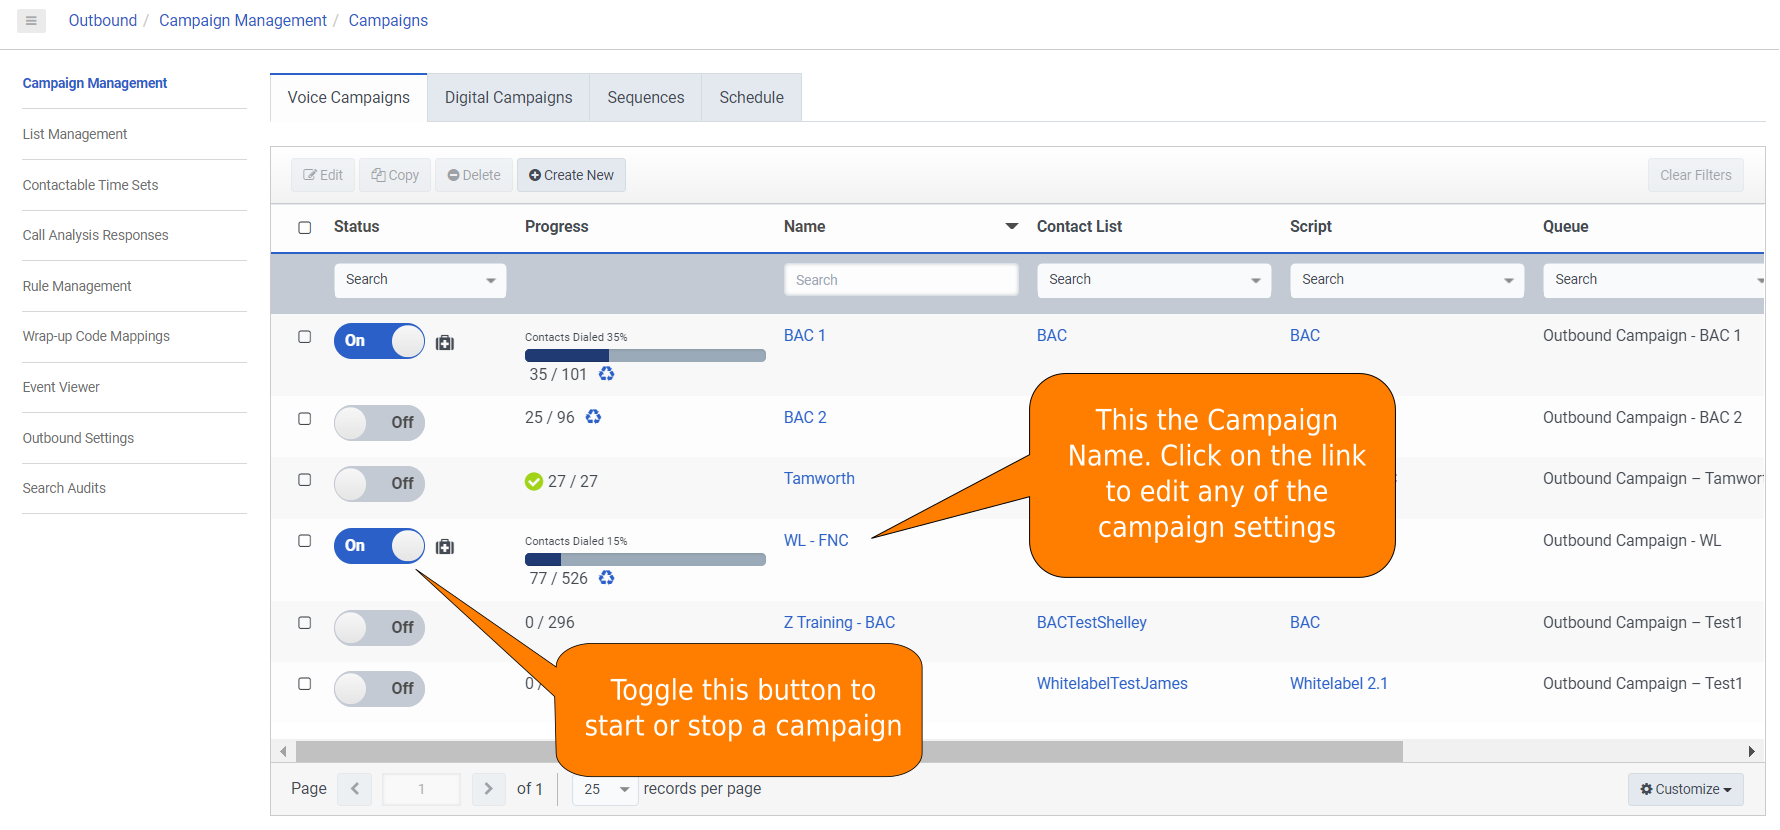 Outbound / Campaign Management / Campaigns
Campaign Management
List Management
Contactable Time Sets
Call Analysis Responses
Rule Management
Wrap-up Code Mappings
Event Viewer
Outbound Settings
Search Audits
Voice Campaigns Digital Campaigns Sequences Schedule
Edit Copy Delete Create New Clear Filters
Status Progress Name Contact List Script Queue
Search Search Search Search Search
On Contacts Dialed 35% BAC 1 BAC BAC Outbound Campaign - BAC 1
35 / 101
Off 25 / 96 BAC 2 Outbound Campaign - BAC 2
Off 27 / 27 Tamworth Outbound Campaign –
On Contacts Dialed 15% WL - FNC Outbound Campaign - WL
77 / 526
Off 0 / 296 Z Training - BAC BACTestShelley BAC Outbound Campaign – Test1
Off 0 / WhitelabelTestJames Whitelabel 2.1 Outbound Campaign – Test1
This the Campaign
Name. Click on the link
to edit any of the
campaign settings
Toggle this button to
start or stop a campaign
Page 1 of 1 25 records per page Customize